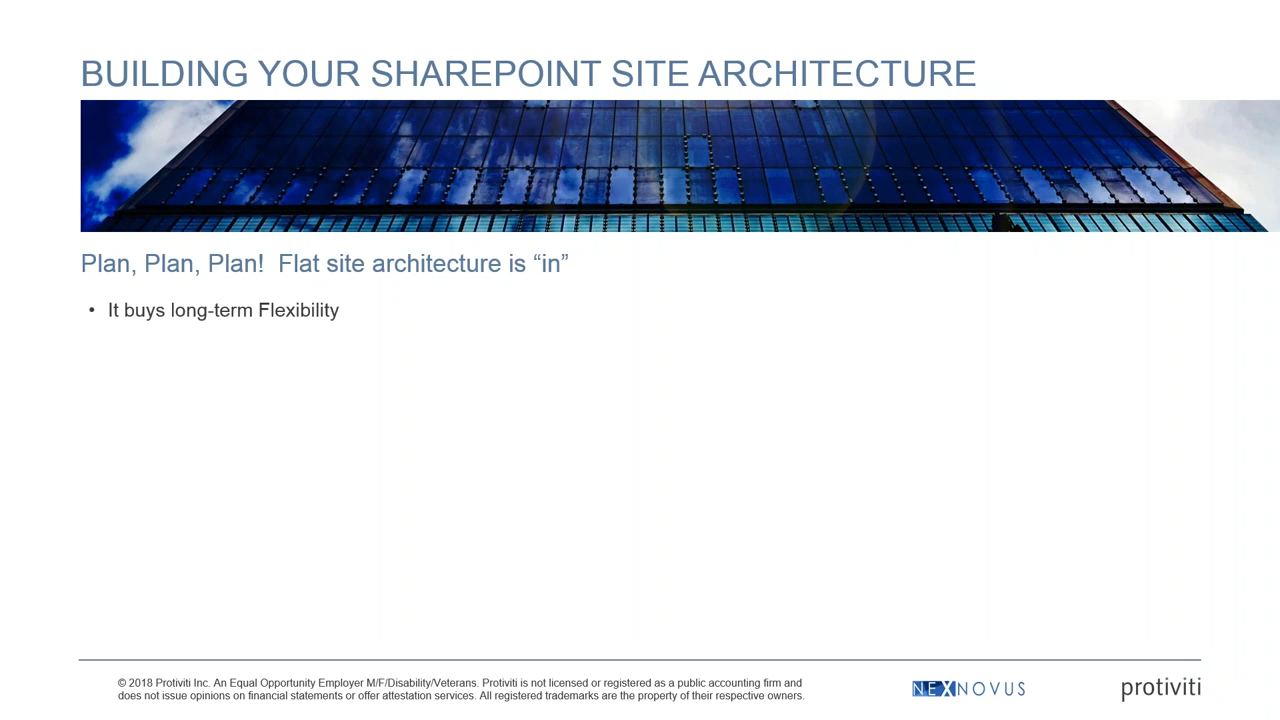 BUILDING YOUR SHAREPOINT SITE ARCHITECTURE
Plan, Plan, Plan!  Flat site architecture is “in”
• It buys long-term Flexibility
© 2018 Protiviti Inc. An Equal Opportunity Employer M/F/Disability/Veterans. Protiviti is not licensed or registered as a public accounting firm and
does not issue opinions on financial statements or offer attestation services. All registered trademarks are the property of their respective owners.
NEXNOVUS
protiviti